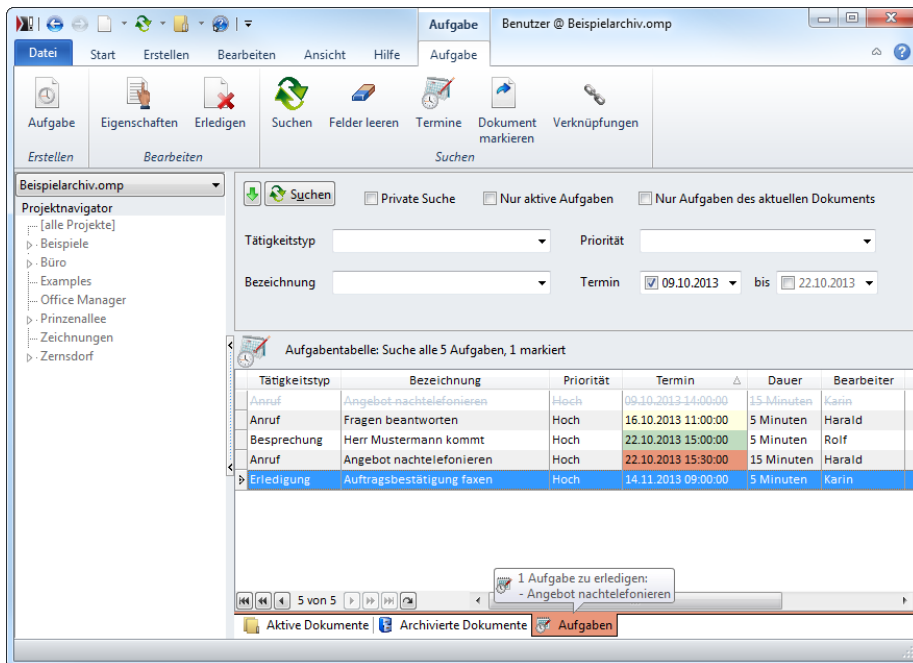 Aufgabe Benutzer @ Beispielarchiv.omp
Datei Start Erstellen Bearbeiten Ansicht Hilfe Aufgabe
Aufgabe Eigenschaften Erledigen Suchen Felder leeren Termine Dokument markieren Verknüpfungen
Erstellen Bearbeiten Suchen
Beispielarchiv.omp
Projektnavigator
[alle Projekte]
Beispiele
Büro
Examples
Office Manager
Prinzenallee
Zeichnungen
Zernsdorf
Suchen Private Suche Nur aktive Aufgaben Nur Aufgaben des aktuellen Dokuments
Tätigkeitstyp Priorität
Bezeichnung Termin 09.10.2013 bis 22.10.2013
Aufgabentabelle: Suche alle 5 Aufgaben, 1 markiert
Tätigkeitstyp Bezeichnung Priorität Termin Dauer Bearbeiter
Anruf Angebot nachtelefonieren Hoch 09.10.2013 14:00:00 15 Minuten Karin
Anruf Fragen beantworten Hoch 16.10.2013 11:00:00 5 Minuten Harald
Besprechung Herr Mustermann kommt Hoch 22.10.2013 15:00:00 5 Minuten Rolf
Anruf Angebot nachtelefonieren Hoch 22.10.2013 15:30:00 15 Minuten Harald
Erledigung Auftragsbestätigung faxen Hoch 14.11.2013 09:00:00 5 Minuten Karin
1 Aufgabe zu erledigen:
- Angebot nachtelefonieren
5 von 5
Aktive Dokumente Archivierte Dokumente Aufgaben